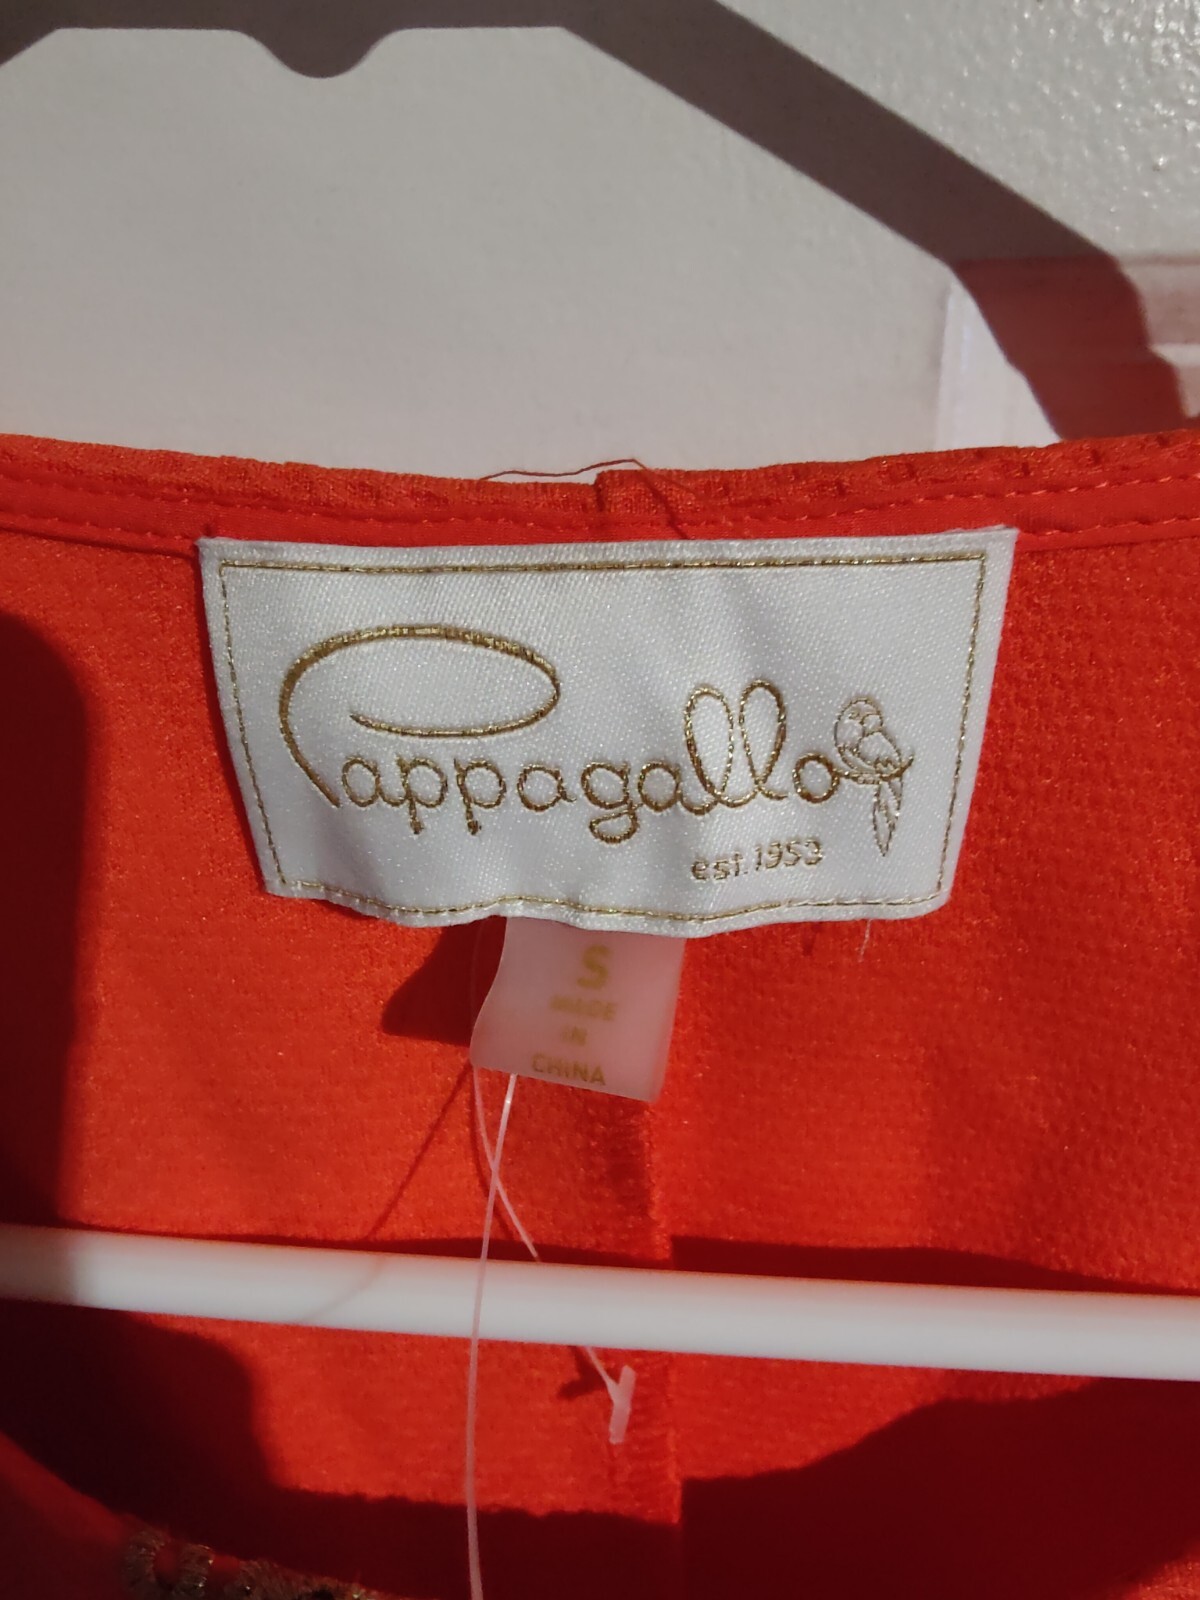 Pappagallo
est. 1953
S
MADE
IN
CHINA